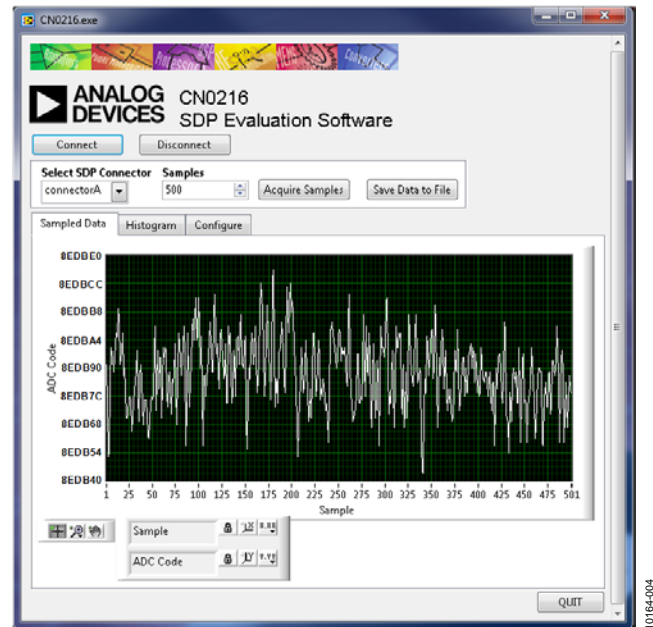 CN0216.exe
ANALOG
DEVICES
CN0216
SDP Evaluation Software
Connect
Disconnect
Select SDP Connector
Samples
connectorA
500
Acquire Samples
Save Data to File
Sampled Data
Histogram
Configure
8EDBE0
8EDBCC
8EDBB8
8EDBA4
8EDB90
8EDB7C
8EDB68
8EDB54
8EDB40
ADC Code
1 25 50 75 100 125 150 175 200 225 250 275 300 325 350 375 400 425 450 475 501
Sample
Sample
ADC Code
QUIT
10164-004